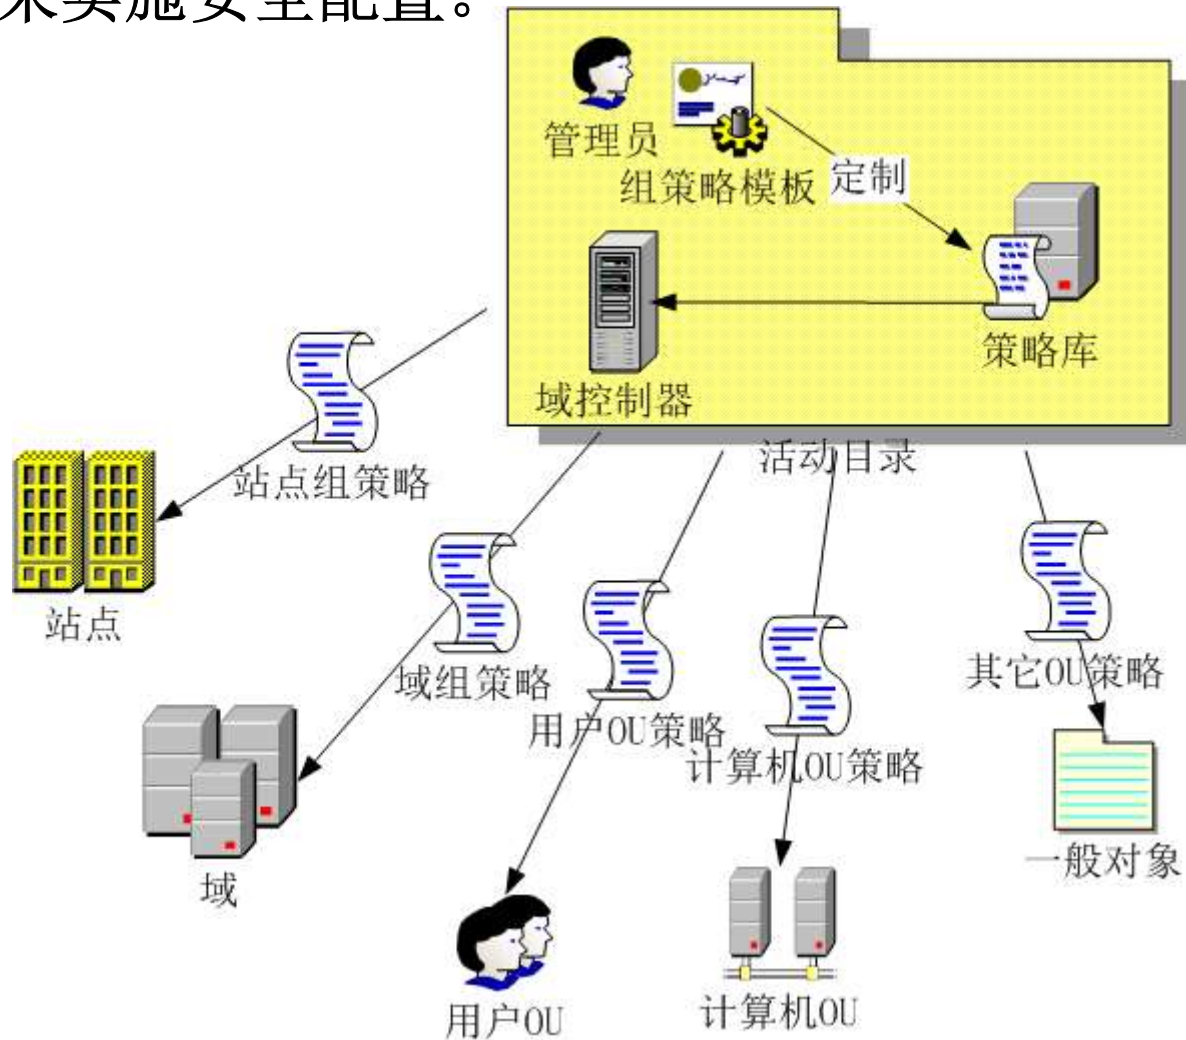 来实施安全配置。
管理员
组策略模板
定制
策略库
域控制器
活动目录
站点组策略
站点
域组策略
用户OU策略
计算机OU策略
其它OU策略
域
一般对象
用户OU
计算机OU